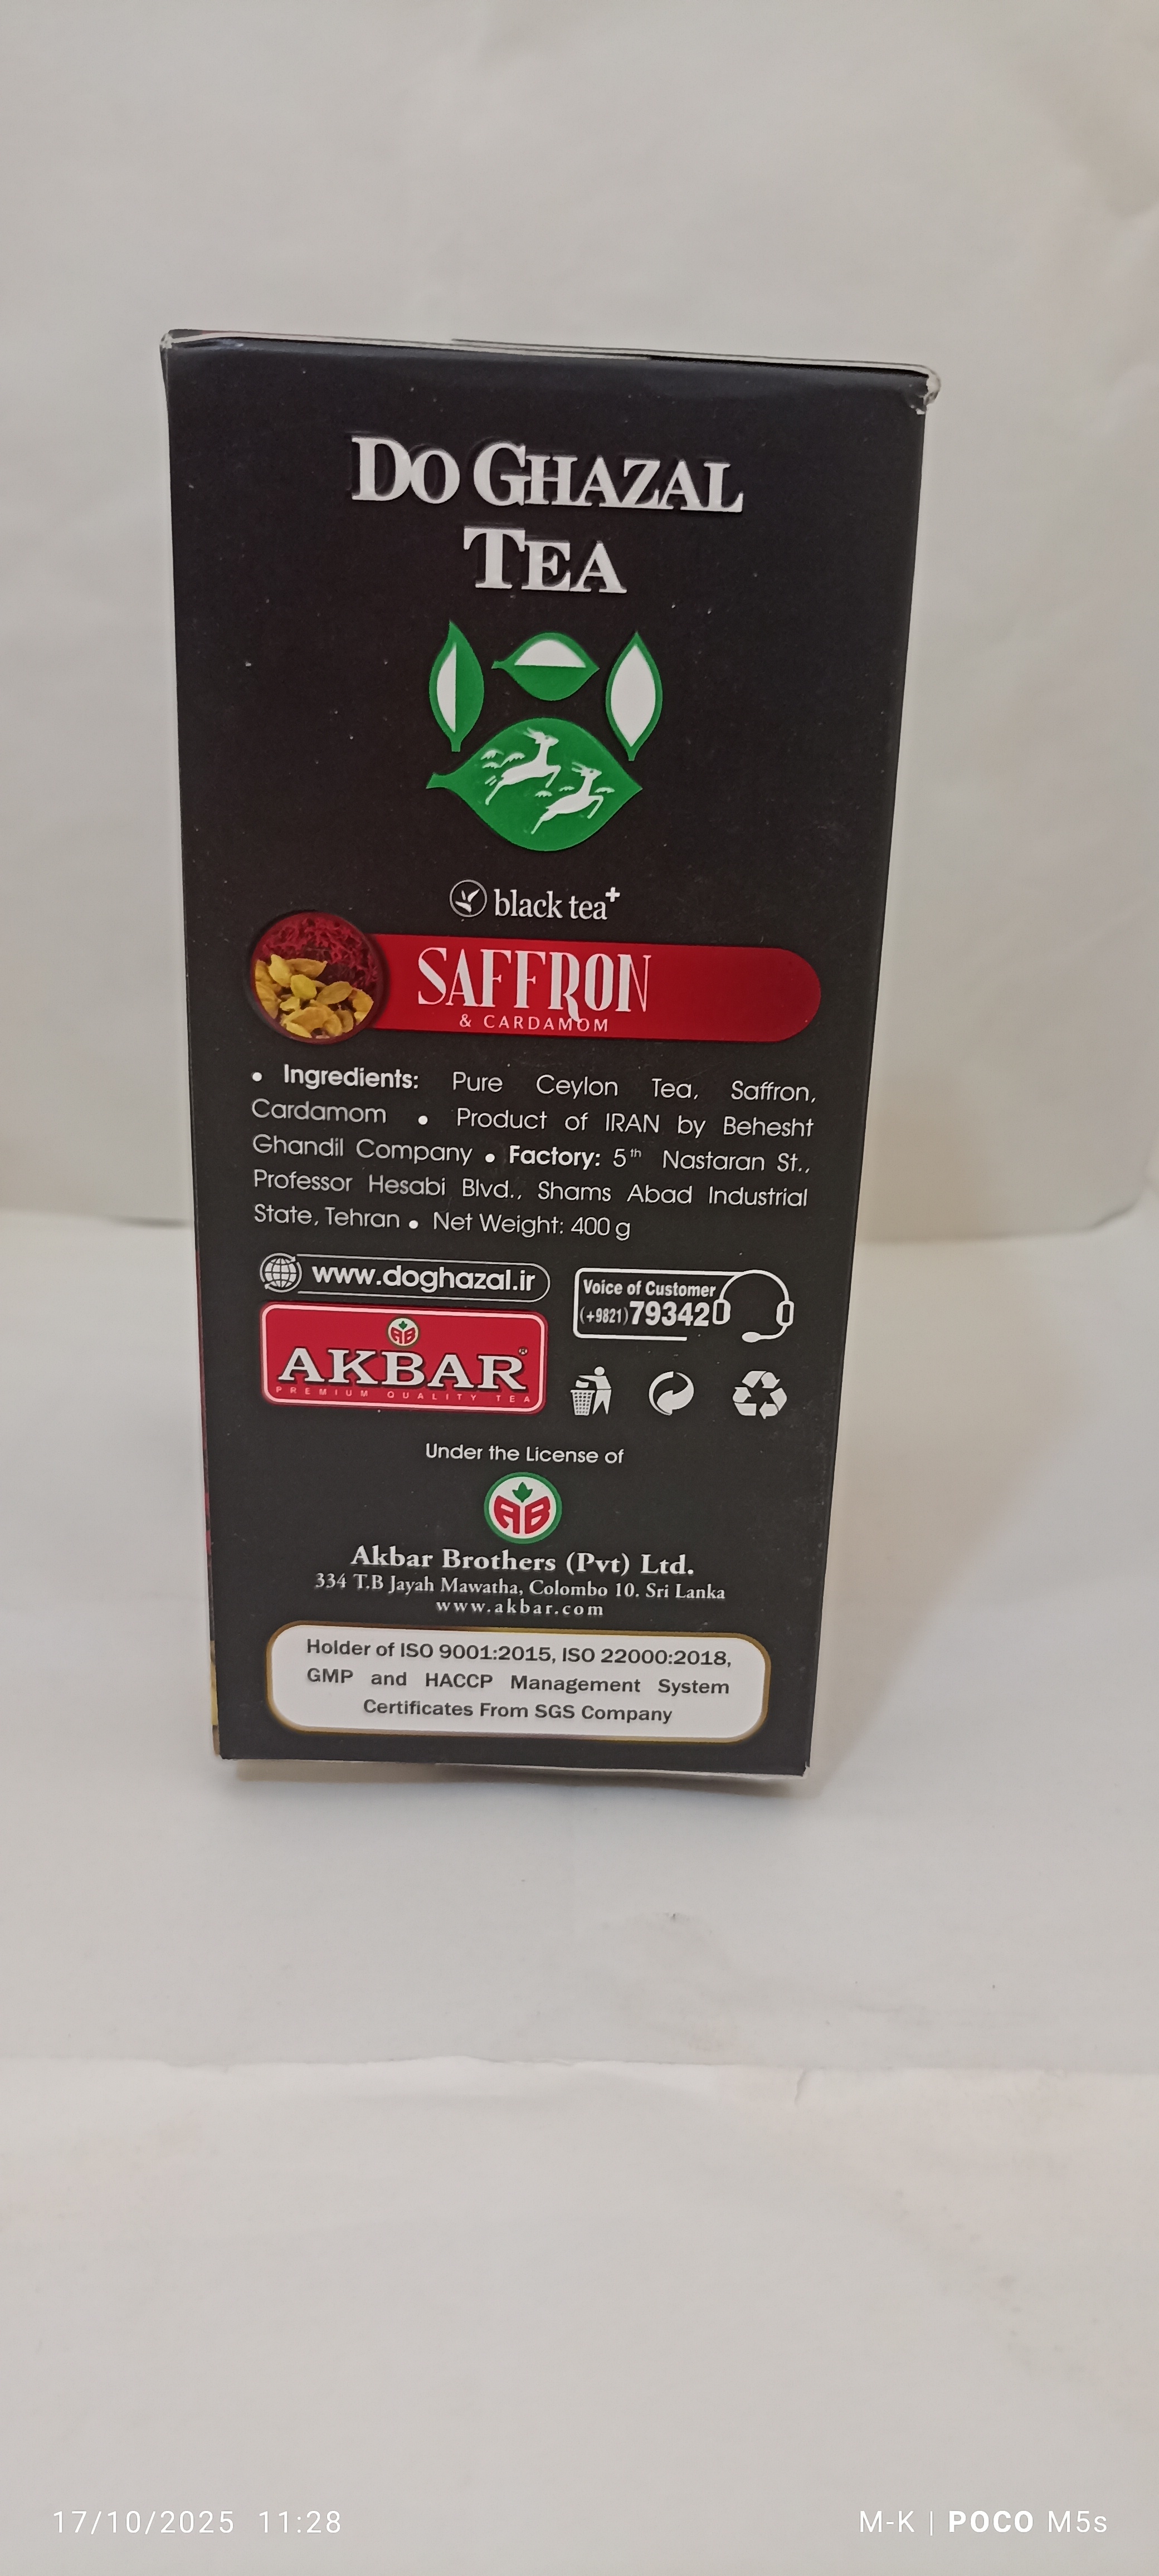 DO GHAZAL
TEA
black tea+
SAFFRON
& CARDAMOM
• Ingredients: Pure Ceylon Tea, Saffron,
Cardamom • Product of IRAN by Behesht
Ghandil Company • Factory: 5th Nastaran St.,
Professor Hesabi Blvd., Shams Abad Industrial
State, Tehran • Net Weight: 400 g
www.doghazal.ir
Voice of Customer
(+9821)793420
AB
AKBAR®
PREMIUM QUALITY TEA
Under the License of
AB
Akbar Brothers (Pvt) Ltd.
334 T.B Jayah Mawatha, Colombo 10. Sri Lanka
www.akbar.com
Holder of ISO 9001:2015, ISO 22000:2018,
GMP and HACCP Management System
Certificates From SGS Company
17/10/2025 11:28
M-K | POCO M5s